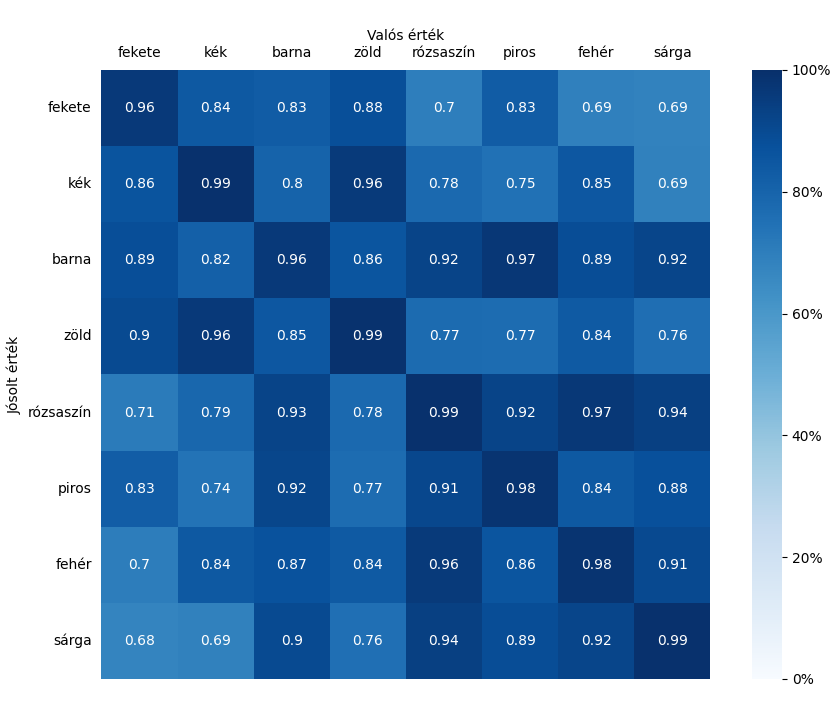 Valós érték
fekete kék barna zöld rózsaszín piros fehér sárga
fekete 0.96 0.84 0.83 0.88 0.7 0.83 0.69 0.69
kék 0.86 0.99 0.8 0.96 0.78 0.75 0.85 0.69
barna 0.89 0.82 0.96 0.86 0.92 0.97 0.89 0.92
zöld 0.9 0.96 0.85 0.99 0.77 0.77 0.84 0.76
rózsaszín 0.71 0.79 0.93 0.78 0.99 0.92 0.97 0.94
piros 0.83 0.74 0.92 0.77 0.91 0.98 0.84 0.88
fehér 0.7 0.84 0.87 0.84 0.96 0.86 0.98 0.91
sárga 0.68 0.69 0.9 0.76 0.94 0.89 0.92 0.99
Jósolt érték
100%
80%
60%
40%
20%
0%